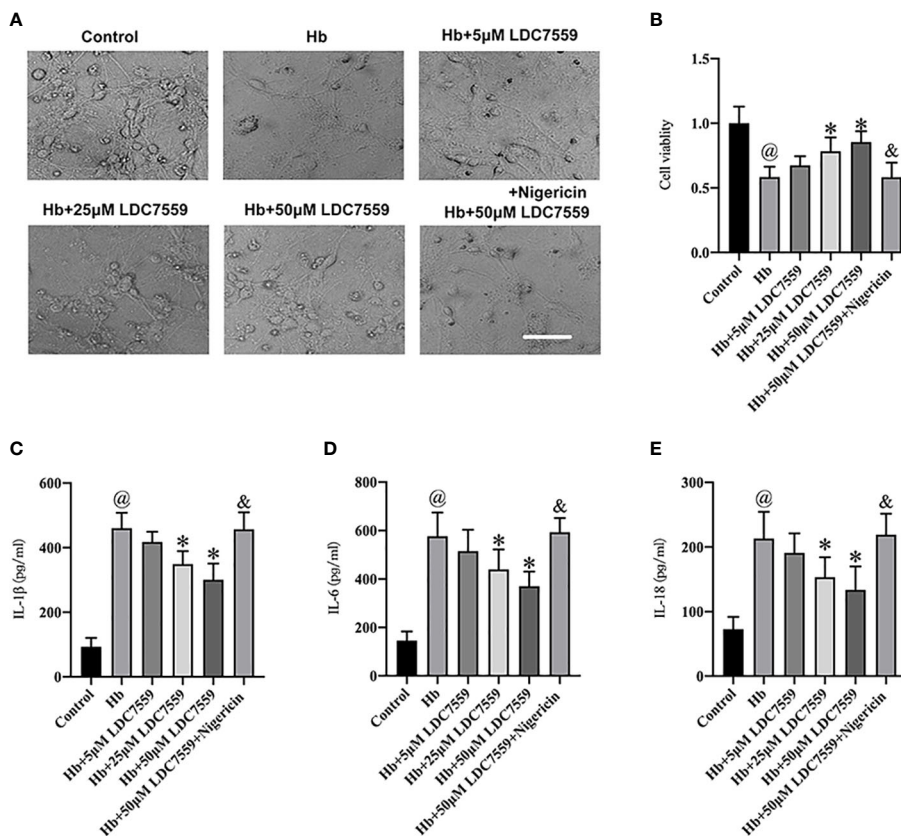 A
Control
Hb
Hb+5μM LDC7559
Hb+25μM LDC7559
Hb+50μM LDC7559
+Nigericin
Hb+50μM LDC7559
B
Cell viablity
1.5
1.0
0.5
0.0
@
*
*
&
Control
Hb
Hb+5μM LDC7559
Hb+25μM LDC7559
Hb+50μM LDC7559
Hb+50μM LDC7559+Nigericin
C
IL-1β (pg/ml)
600
400
200
0
@
*
*
&
Control
Hb
Hb+5μM LDC7559
Hb+25μM LDC7559
Hb+50μM LDC7559
Hb+50μM LDC7559+Nigericin
D
IL-6 (pg/ml)
800
600
400
200
0
@
*
*
&
Control
Hb
Hb+5μM LDC7559
Hb+25μM LDC7559
Hb+50μM LDC7559
Hb+50μM LDC7559+Nigericin
E
IL-18 (pg/ml)
300
200
100
0
@
*
*
&
Control
Hb
Hb+5μM LDC7559
Hb+25μM LDC7559
Hb+50μM LDC7559
Hb+50μM LDC7559+Nigericin